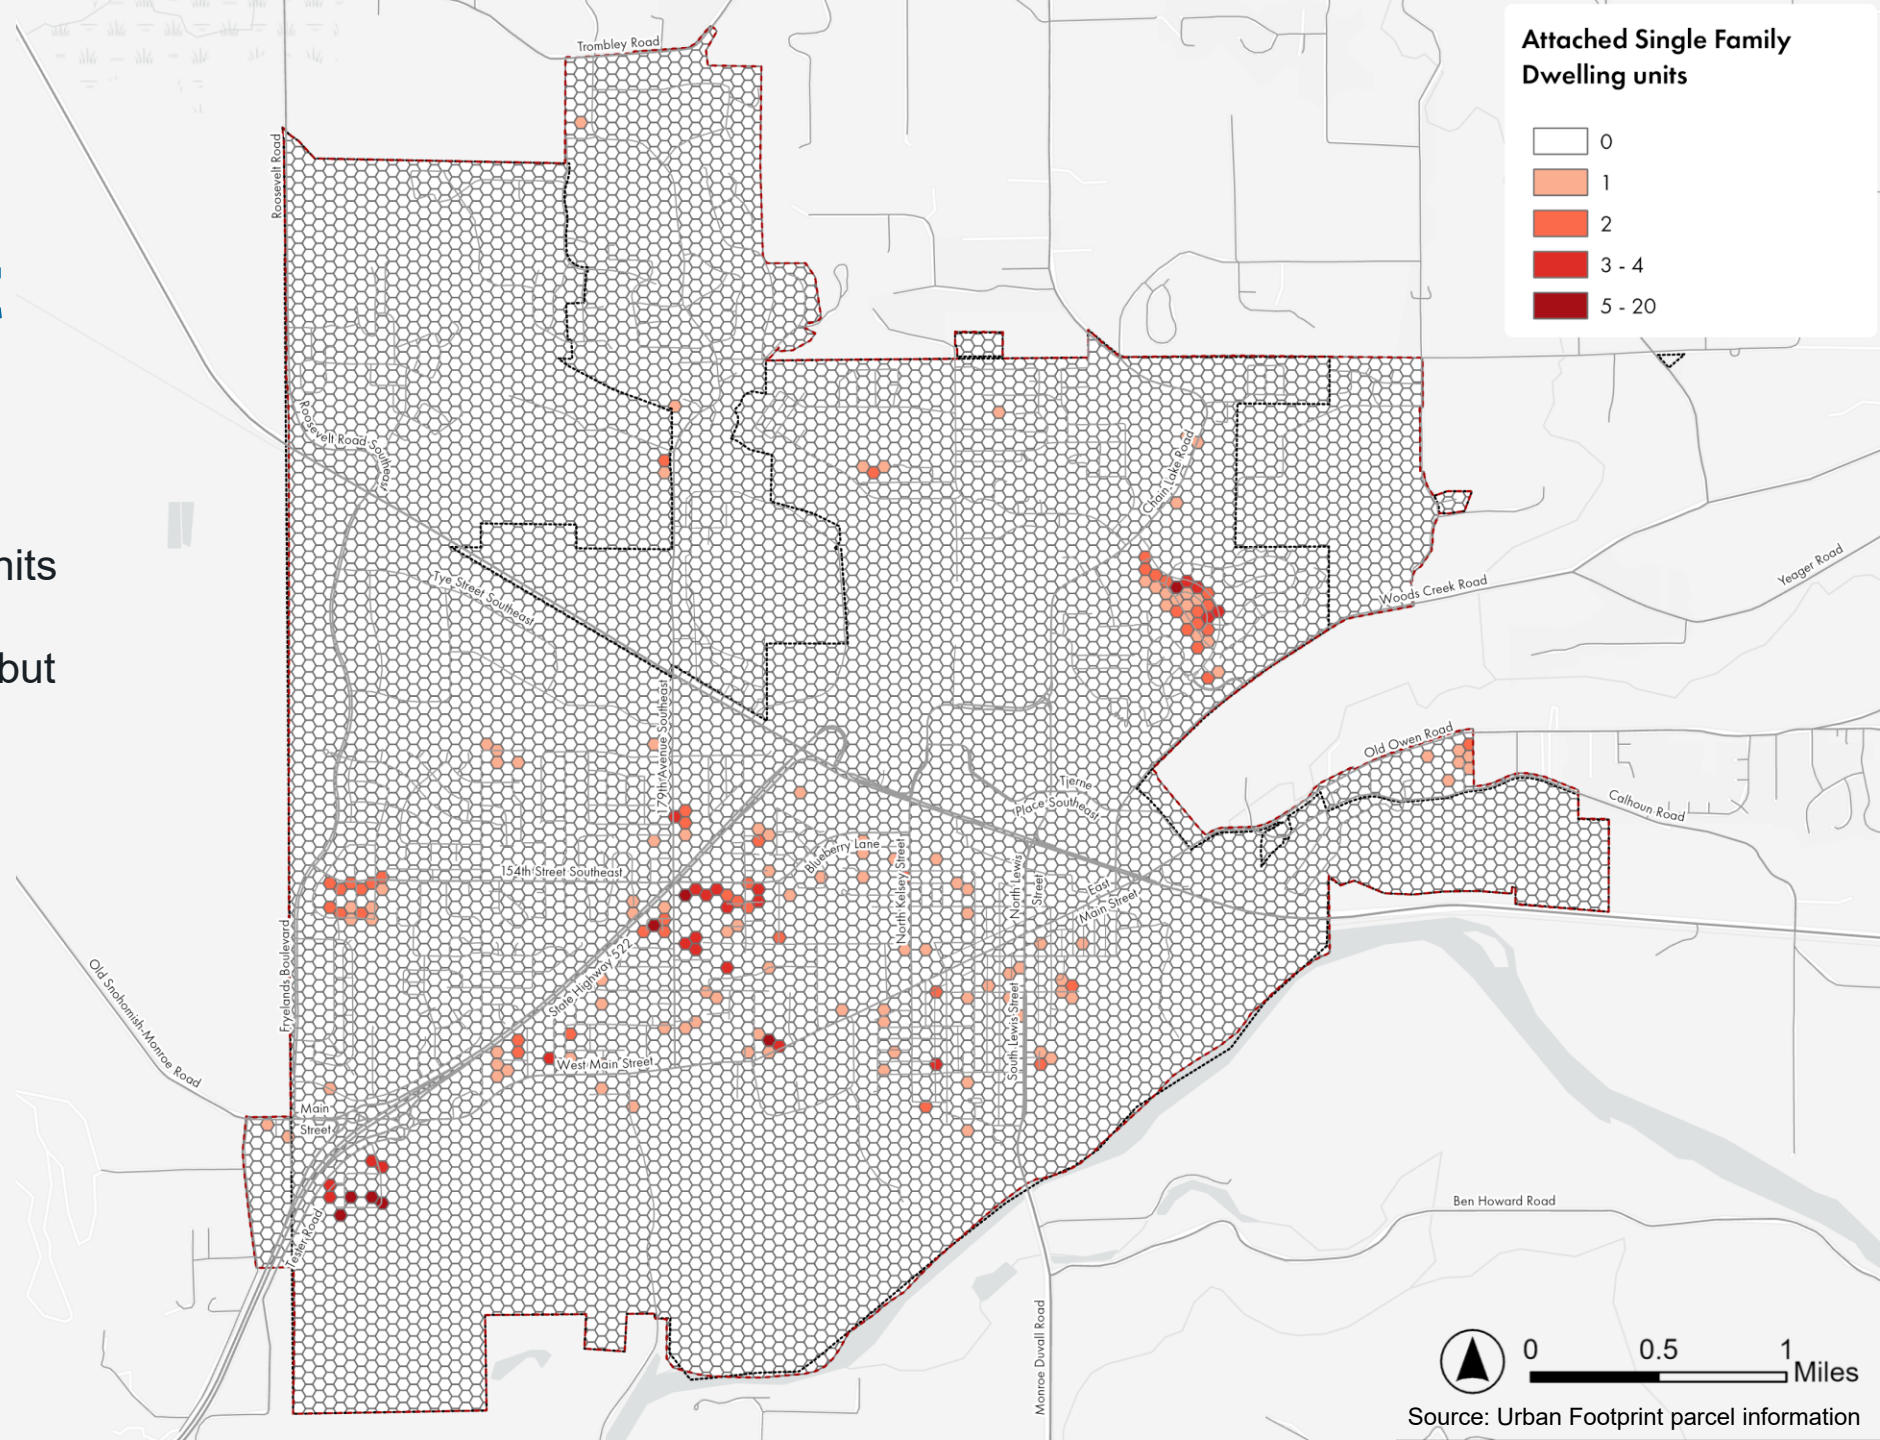 Attached Single Family
Dwelling units
0
1
2
3 - 4
5 - 20
Trombley Road
Roosevelt Road
Roosevelt Road Southeast
Chain Lake Road
Woods Creek Road
Yeager Road
nits
but
Tye Street Southeast
179th Avenue Southeast
Old Owen Road
Calhoun Road
Tjerne
Place Southeast
Blueberry Lane
154th Street Southeast
North Kelsey Street
North Lewis
Street
East
Main Street
State Highway 522
Fryelands Boulevard
Old Snohomish-Monroe Road
West Main Street
South Lewis Street
Main
Street
Tester Road
Ben Howard Road
Monroe Duvall Road
0 0.5 1
Miles
Source: Urban Footprint parcel information